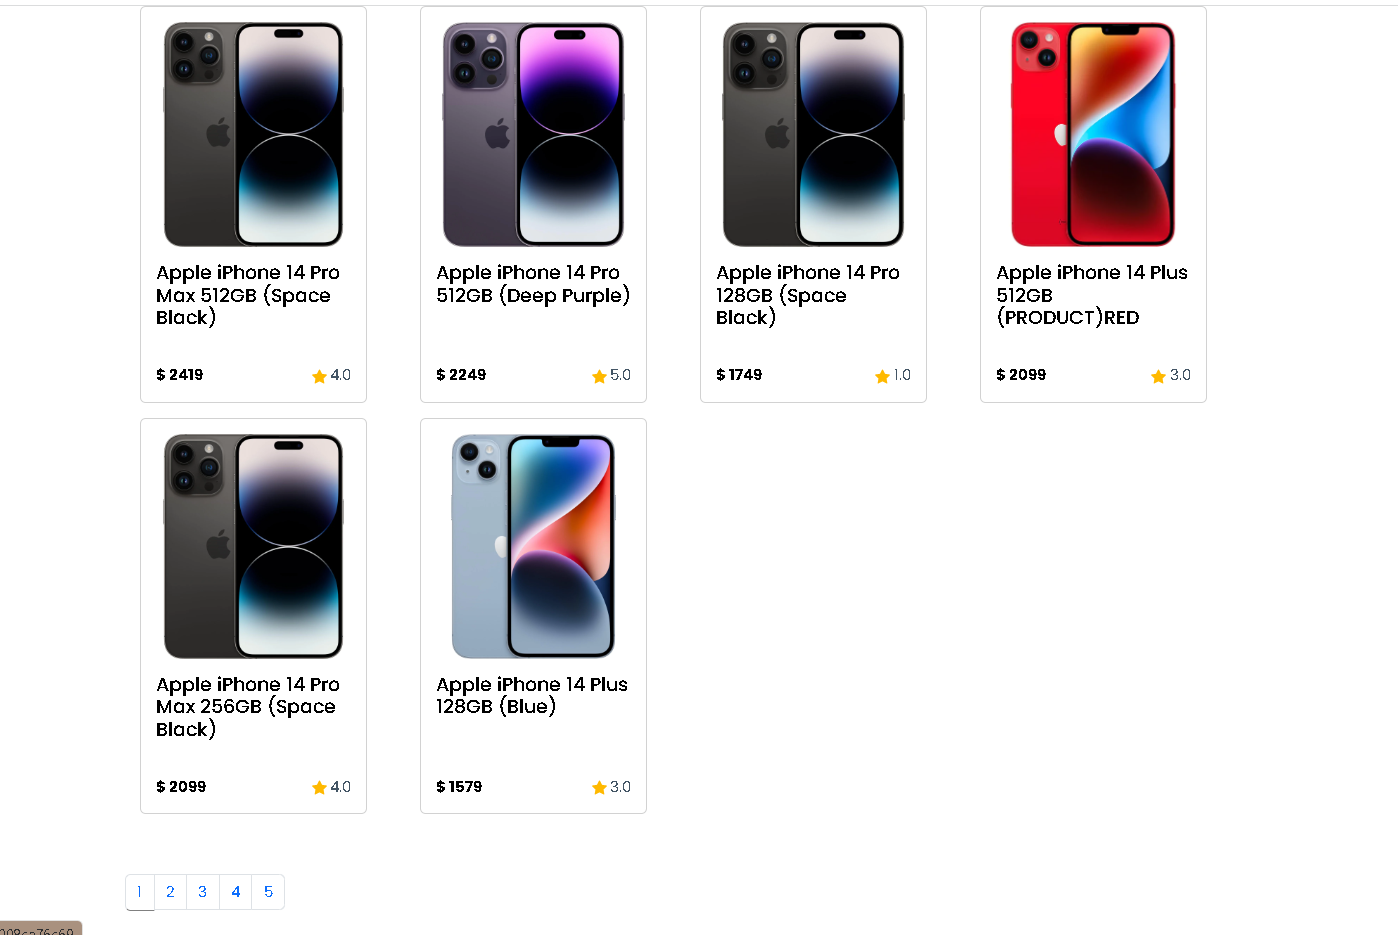 Apple iPhone 14 Pro
Max 512GB (Space
Black)
$ 2419
4.0
Apple iPhone 14 Pro
512GB (Deep Purple)
$ 2249
5.0
Apple iPhone 14 Pro
128GB (Space
Black)
$ 1749
1.0
Apple iPhone 14 Plus
512GB
(PRODUCT)RED
$ 2099
3.0
Apple iPhone 14 Pro
Max 256GB (Space
Black)
$ 2099
4.0
Apple iPhone 14 Plus
128GB (Blue)
$ 1579
3.0
1 2 3 4 5